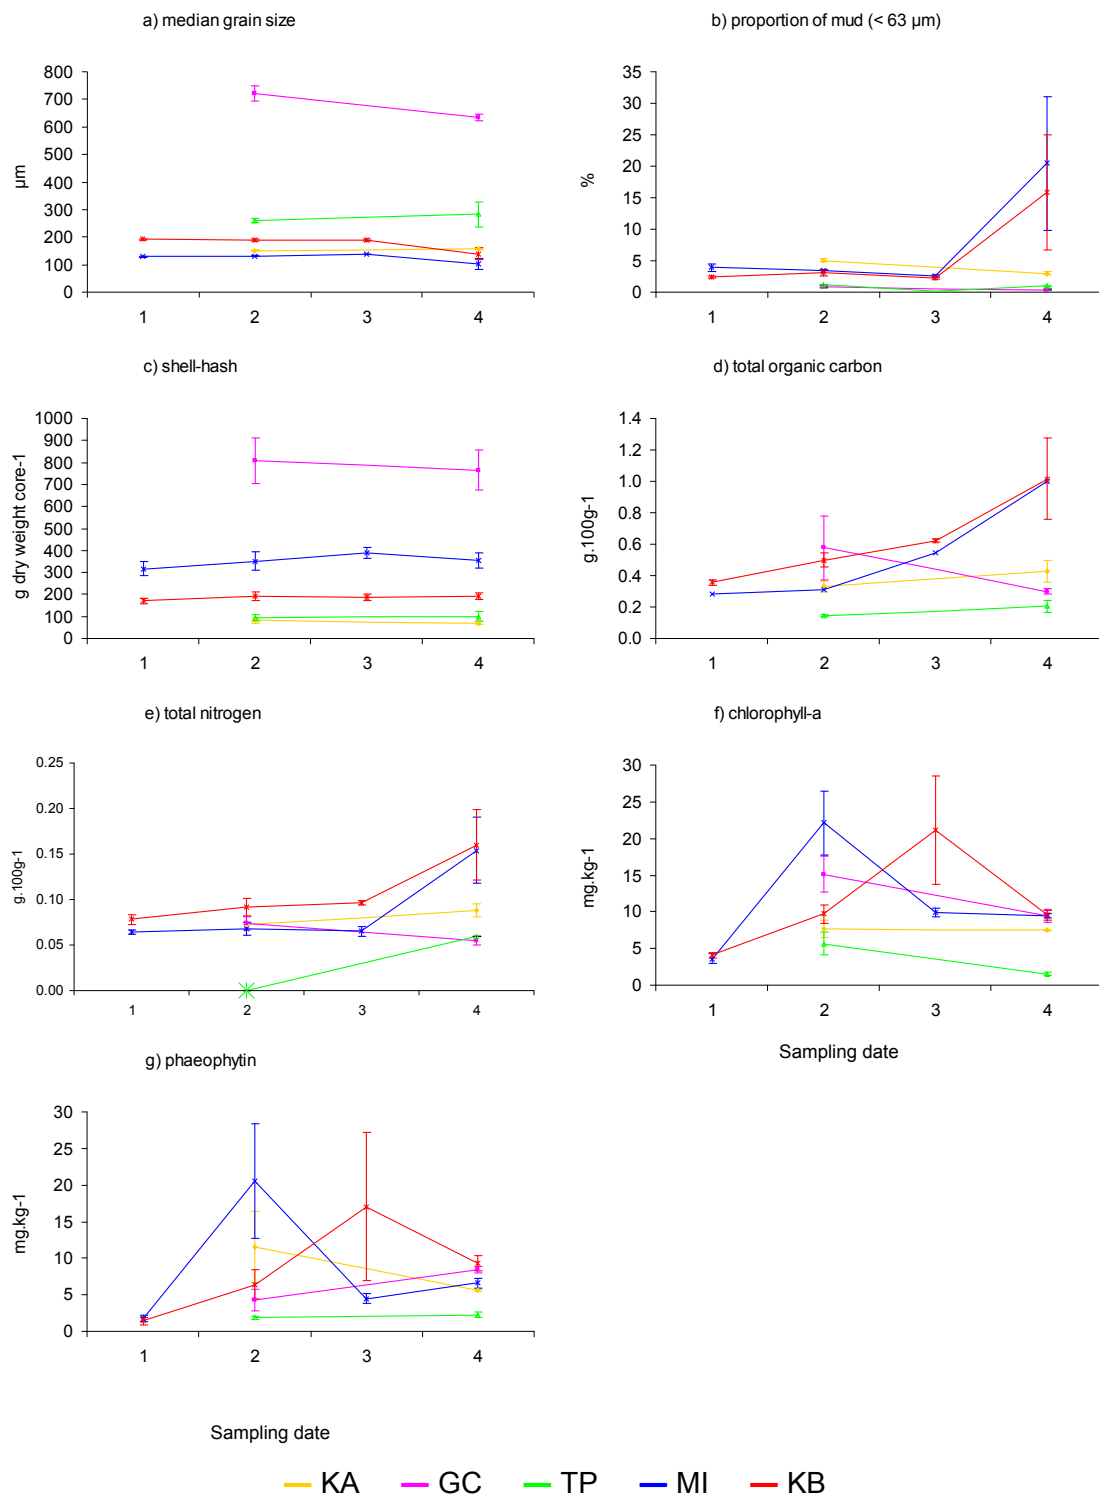 a) median grain size
800
700
600
500
400
300
200
100
0
µm
1 2 3 4
b) proportion of mud (< 63 µm)
35
30
25
20
15
10
5
0
%
1 2 3 4
c) shell-hash
1000
900
800
700
600
500
400
300
200
100
0
g dry weight core-1
1 2 3 4
d) total organic carbon
1.4
1.2
1.0
0.8
0.6
0.4
0.2
0.0
g.100g-1
1 2 3 4
e) total nitrogen
0.25
0.20
0.15
0.10
0.05
0.00
g.100g-1
1 2 3 4
f) chlorophyll-a
30
25
20
15
10
5
0
mg.kg-1
1 2 3 4
Sampling date
g) phaeophytin
30
25
20
15
10
5
0
mg.kg-1
1 2 3 4
Sampling date
KA GC TP MI KB